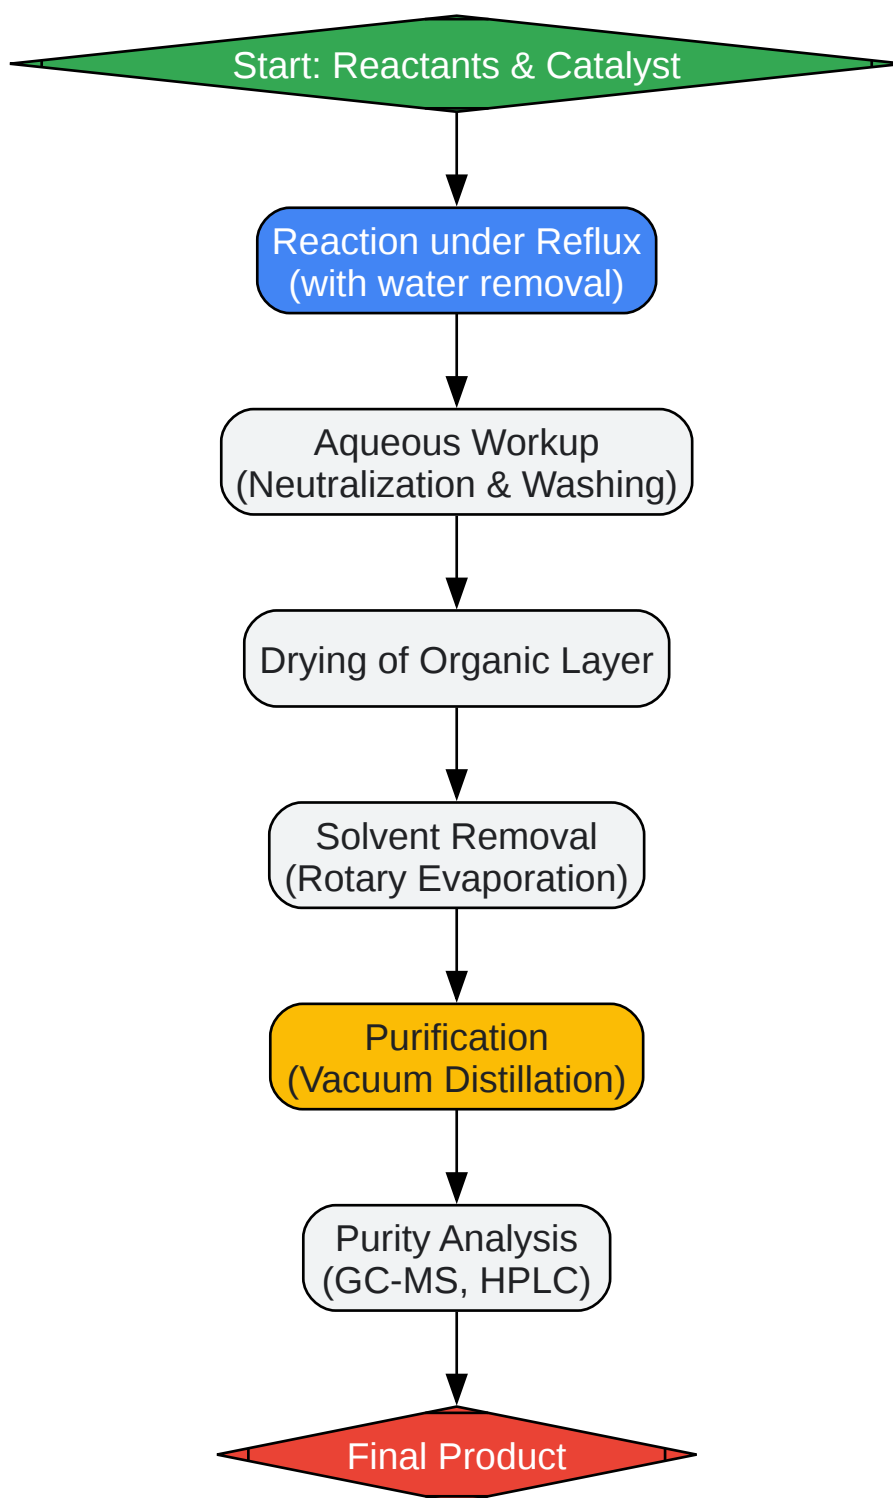 Start: Reactants & Catalyst
Reaction under Reflux
(with water removal)
Aqueous Workup
(Neutralization & Washing)
Drying of Organic Layer
Solvent Removal
(Rotary Evaporation)
Purification
(Vacuum Distillation)
Purity Analysis
(GC-MS, HPLC)
Final Product